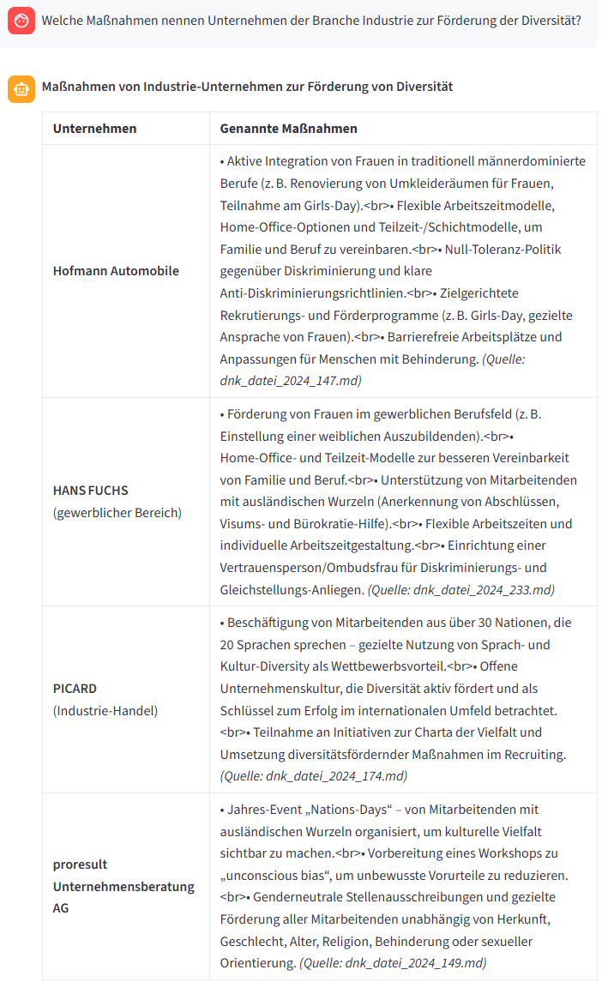 Welche Maßnahmen nennen Unternehmen der Branche Industrie zur Förderung der Diversität?
Maßnahmen von Industrie-Unternehmen zur Förderung von Diversität
Unternehmen
Genannte Maßnahmen
Hofmann Automobile
• Aktive Integration von Frauen in traditionell männerdominierte
Berufe (z. B. Renovierung von Umkleideräumen für Frauen,
Teilnahme am Girls-Day).<br>• Flexible Arbeitszeitmodelle,
Home-Office-Optionen und Teilzeit-/Schichtmodelle, um
Familie und Beruf zu vereinbaren.<br>• Null-Toleranz-Politik
gegenüber Diskriminierung und klare
Anti-Diskriminierungsrichtlinien.<br>• Zielgerichtete
Rekrutierungs- und Förderprogramme (z. B. Girls-Day, gezielte
Ansprache von Frauen).<br>• Barrierefreie Arbeitsplätze und
Anpassungen für Menschen mit Behinderung. (Quelle:
dnk_datei_2024_147.md)
HANS FUCHS
(gewerblicher Bereich)
• Förderung von Frauen im gewerblichen Berufsfeld (z. B.
Einstellung einer weiblichen Auszubildenden).<br>•
Home-Office- und Teilzeit-Modelle zur besseren Vereinbarkeit
von Familie und Beruf.<br>• Unterstützung von Mitarbeitenden
mit ausländischen Wurzeln (Anerkennung von Abschlüssen,
Visums- und Bürokratie-Hilfe).<br>• Flexible Arbeitszeiten und
individuelle Arbeitszeitgestaltung.<br>• Einrichtung einer
Vertrauensperson/Ombudsfrau für Diskriminierungs- und
Gleichstellungs-Anliegen. (Quelle: dnk_datei_2024_233.md)
PICARD
(Industrie-Handel)
• Beschäftigung von Mitarbeitenden aus über 30 Nationen, die
20 Sprachen sprechen – gezielte Nutzung von Sprach- und
Kultur-Diversity als Wettbewerbsvorteil.<br>• Offene
Unternehmenskultur, die Diversität aktiv fördert und als
Schlüssel zum Erfolg im internationalen Umfeld betrachtet.
<br>• Teilnahme an Initiativen zur Charta der Vielfalt und
Umsetzung diversitätsfördernder Maßnahmen im Recruiting.
(Quelle: dnk_datei_2024_174.md)
proresult
Unternehmensberatung
AG
• Jahres-Event „Nations-Days“ – von Mitarbeitenden mit
ausländischen Wurzeln organisiert, um kulturelle Vielfalt
sichtbar zu machen.<br>• Vorbereitung eines Workshops zu
„unconscious bias“, um unbewusste Vorurteile zu reduzieren.
<br>• Genderneutrale Stellenausschreibungen und gezielte
Förderung aller Mitarbeitenden unabhängig von Herkunft,
Geschlecht, Alter, Religion, Behinderung oder sexueller
Orientierung. (Quelle: dnk_datei_2024_149.md)